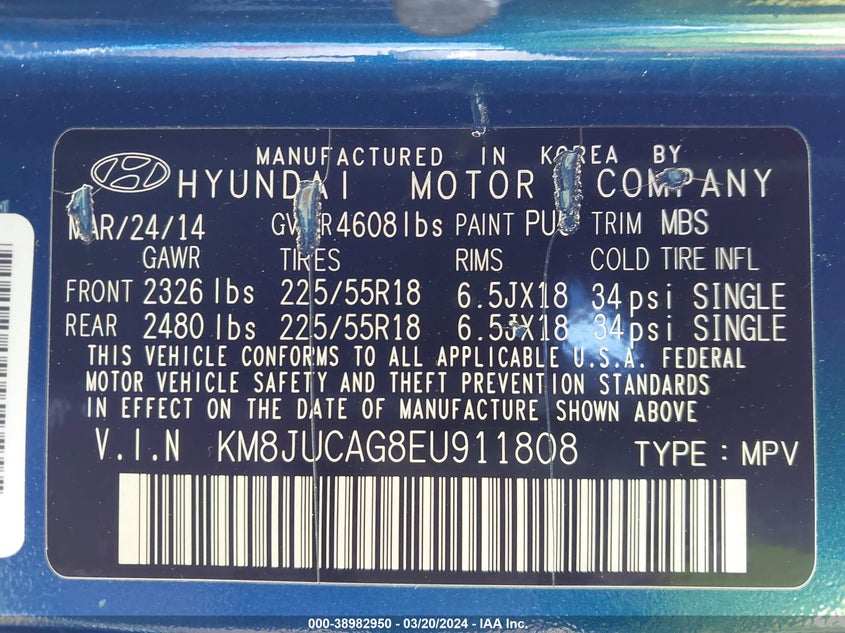 MANUFACTURED IN KOREA BY
HYUNDAI MOTOR COMPANY
MAR/24/14 GVWR 4608 lbs PAINT TRIM MBS
GAWR TIRES RIMS COLD TIRE INFL
FRONT 2326 lbs 225/55R18 6.5JX18 34psi SINGLE
REAR 2480 lbs 225/55R18 6.5JX18 34psi SINGLE
THIS VEHICLE CONFORMS TO ALL APPLICABLE U.S.A. FEDERAL
MOTOR VEHICLE SAFETY AND THEFT PREVENTION STANDARDS
IN EFFECT ON THE DATE OF MANUFACTURE SHOWN ABOVE
V.I.N KM8JUCAG8EU911808 TYPE : MPV
000-38982950 - 03/20/2024 - IAA Inc.